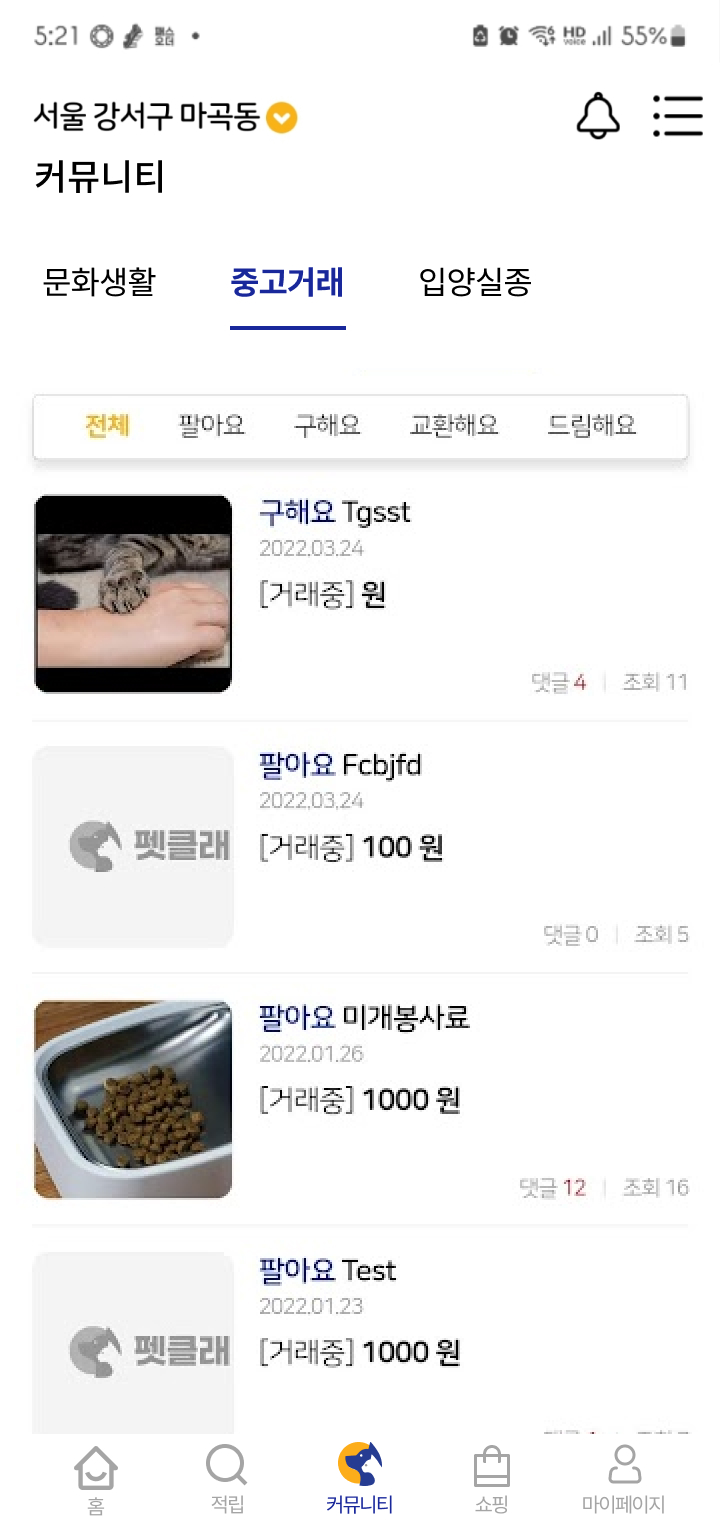 5:21 55%
HD voice
서울 강서구 마곡동
커뮤니티
문화생활 중고거래 입양실종
전체 팔아요 구해요 교환해요 드림해요
구해요 Tgsst
2022.03.24
[거래중] 원
댓글 4 | 조회 11
팔아요 Fcbjfd
2022.03.24
펫클래
[거래중] 100 원
댓글 0 | 조회 5
팔아요 미개봉사료
2022.01.26
[거래중] 1000 원
댓글 12 | 조회 16
팔아요 Test
2022.01.23
펫클래
[거래중] 1000 원
홈 적립 커뮤니티 쇼핑 마이페이지